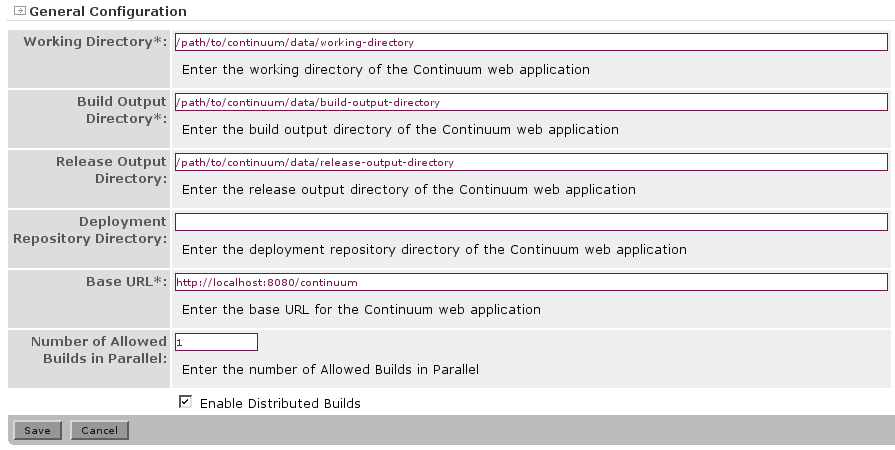 General Configuration
Working Directory*:
/path/to/continuum/data/working-directory
Enter the working directory of the Continuum web application
Build Output
Directory*:
/path/to/continuum/data/build-output-directory
Enter the build output directory of the Continuum web application
Release Output
Directory:
/path/to/continuum/data/release-output-directory
Enter the release output directory of the Continuum web application
Deployment
Repository Directory:
Enter the deployment repository directory of the Continuum web application
Base URL*:
http://localhost:8080/continuum
Enter the base URL for the Continuum web application
Number of Allowed
Builds in Parallel:
1
Enter the number of Allowed Builds in Parallel
Enable Distributed Builds
Save Cancel